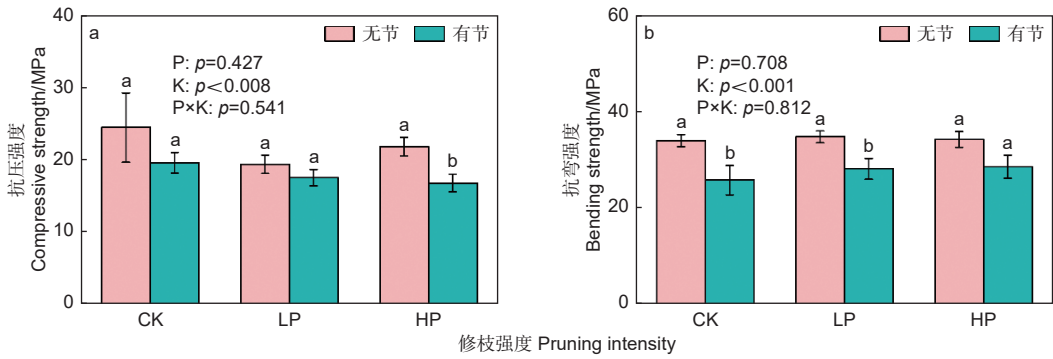 a
无节 有节
P: p=0.427
K: p<0.008
P×K: p=0.541
抗压强度
Compressive strength/MPa
40
30
20
10
0
a
a
a
a
a
b
CK LP HP
b
无节 有节
P: p=0.708
K: p<0.001
P×K: p=0.812
抗弯强度
Bending strength/MPa
60
40
20
0
a
b
a
b
a
a
CK LP HP
修枝强度 Pruning intensity